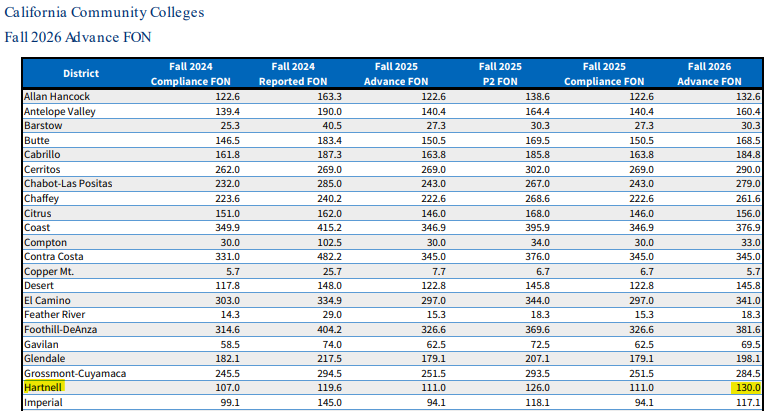 California Community Colleges
Fall 2026 Advance FON
District Fall 2024 Compliance FON Fall 2024 Reported FON Fall 2025 Advance FON Fall 2025 P2 FON Fall 2025 Compliance FON Fall 2026 Advance FON
Allan Hancock 122.6 163.3 122.6 138.6 122.6 132.6
Antelope Valley 139.4 190.0 140.4 164.4 140.4 160.4
Barstow 25.3 40.5 27.3 30.3 27.3 30.3
Butte 146.5 183.4 150.5 169.5 150.5 168.5
Cabrillo 161.8 187.3 163.8 185.8 163.8 184.8
Cerritos 262.0 269.0 269.0 302.0 269.0 290.0
Chabot-Las Positas 232.0 285.0 243.0 267.0 243.0 279.0
Chaffey 223.6 240.2 222.6 268.6 222.6 261.6
Citrus 151.0 162.0 146.0 168.0 146.0 156.0
Coast 349.9 415.2 346.9 395.9 346.9 376.9
Compton 30.0 102.5 30.0 34.0 30.0 33.0
Contra Costa 331.0 482.2 345.0 376.0 345.0 345.0
Copper Mt. 5.7 25.7 7.7 6.7 6.7 5.7
Desert 117.8 148.0 122.8 145.8 122.8 145.8
El Camino 303.0 334.9 297.0 344.0 297.0 341.0
Feather River 14.3 29.0 15.3 18.3 15.3 18.3
Foothill-DeAnza 314.6 404.2 326.6 369.6 326.6 381.6
Gavilan 58.5 74.0 62.5 72.5 62.5 69.5
Glendale 182.1 217.5 179.1 207.1 179.1 198.1
Grossmont-Cuyamaca 245.5 294.5 251.5 293.5 251.5 284.5
Hartnell 107.0 119.6 111.0 126.0 111.0 130.0
Imperial 99.1 145.0 94.1 118.1 94.1 117.1